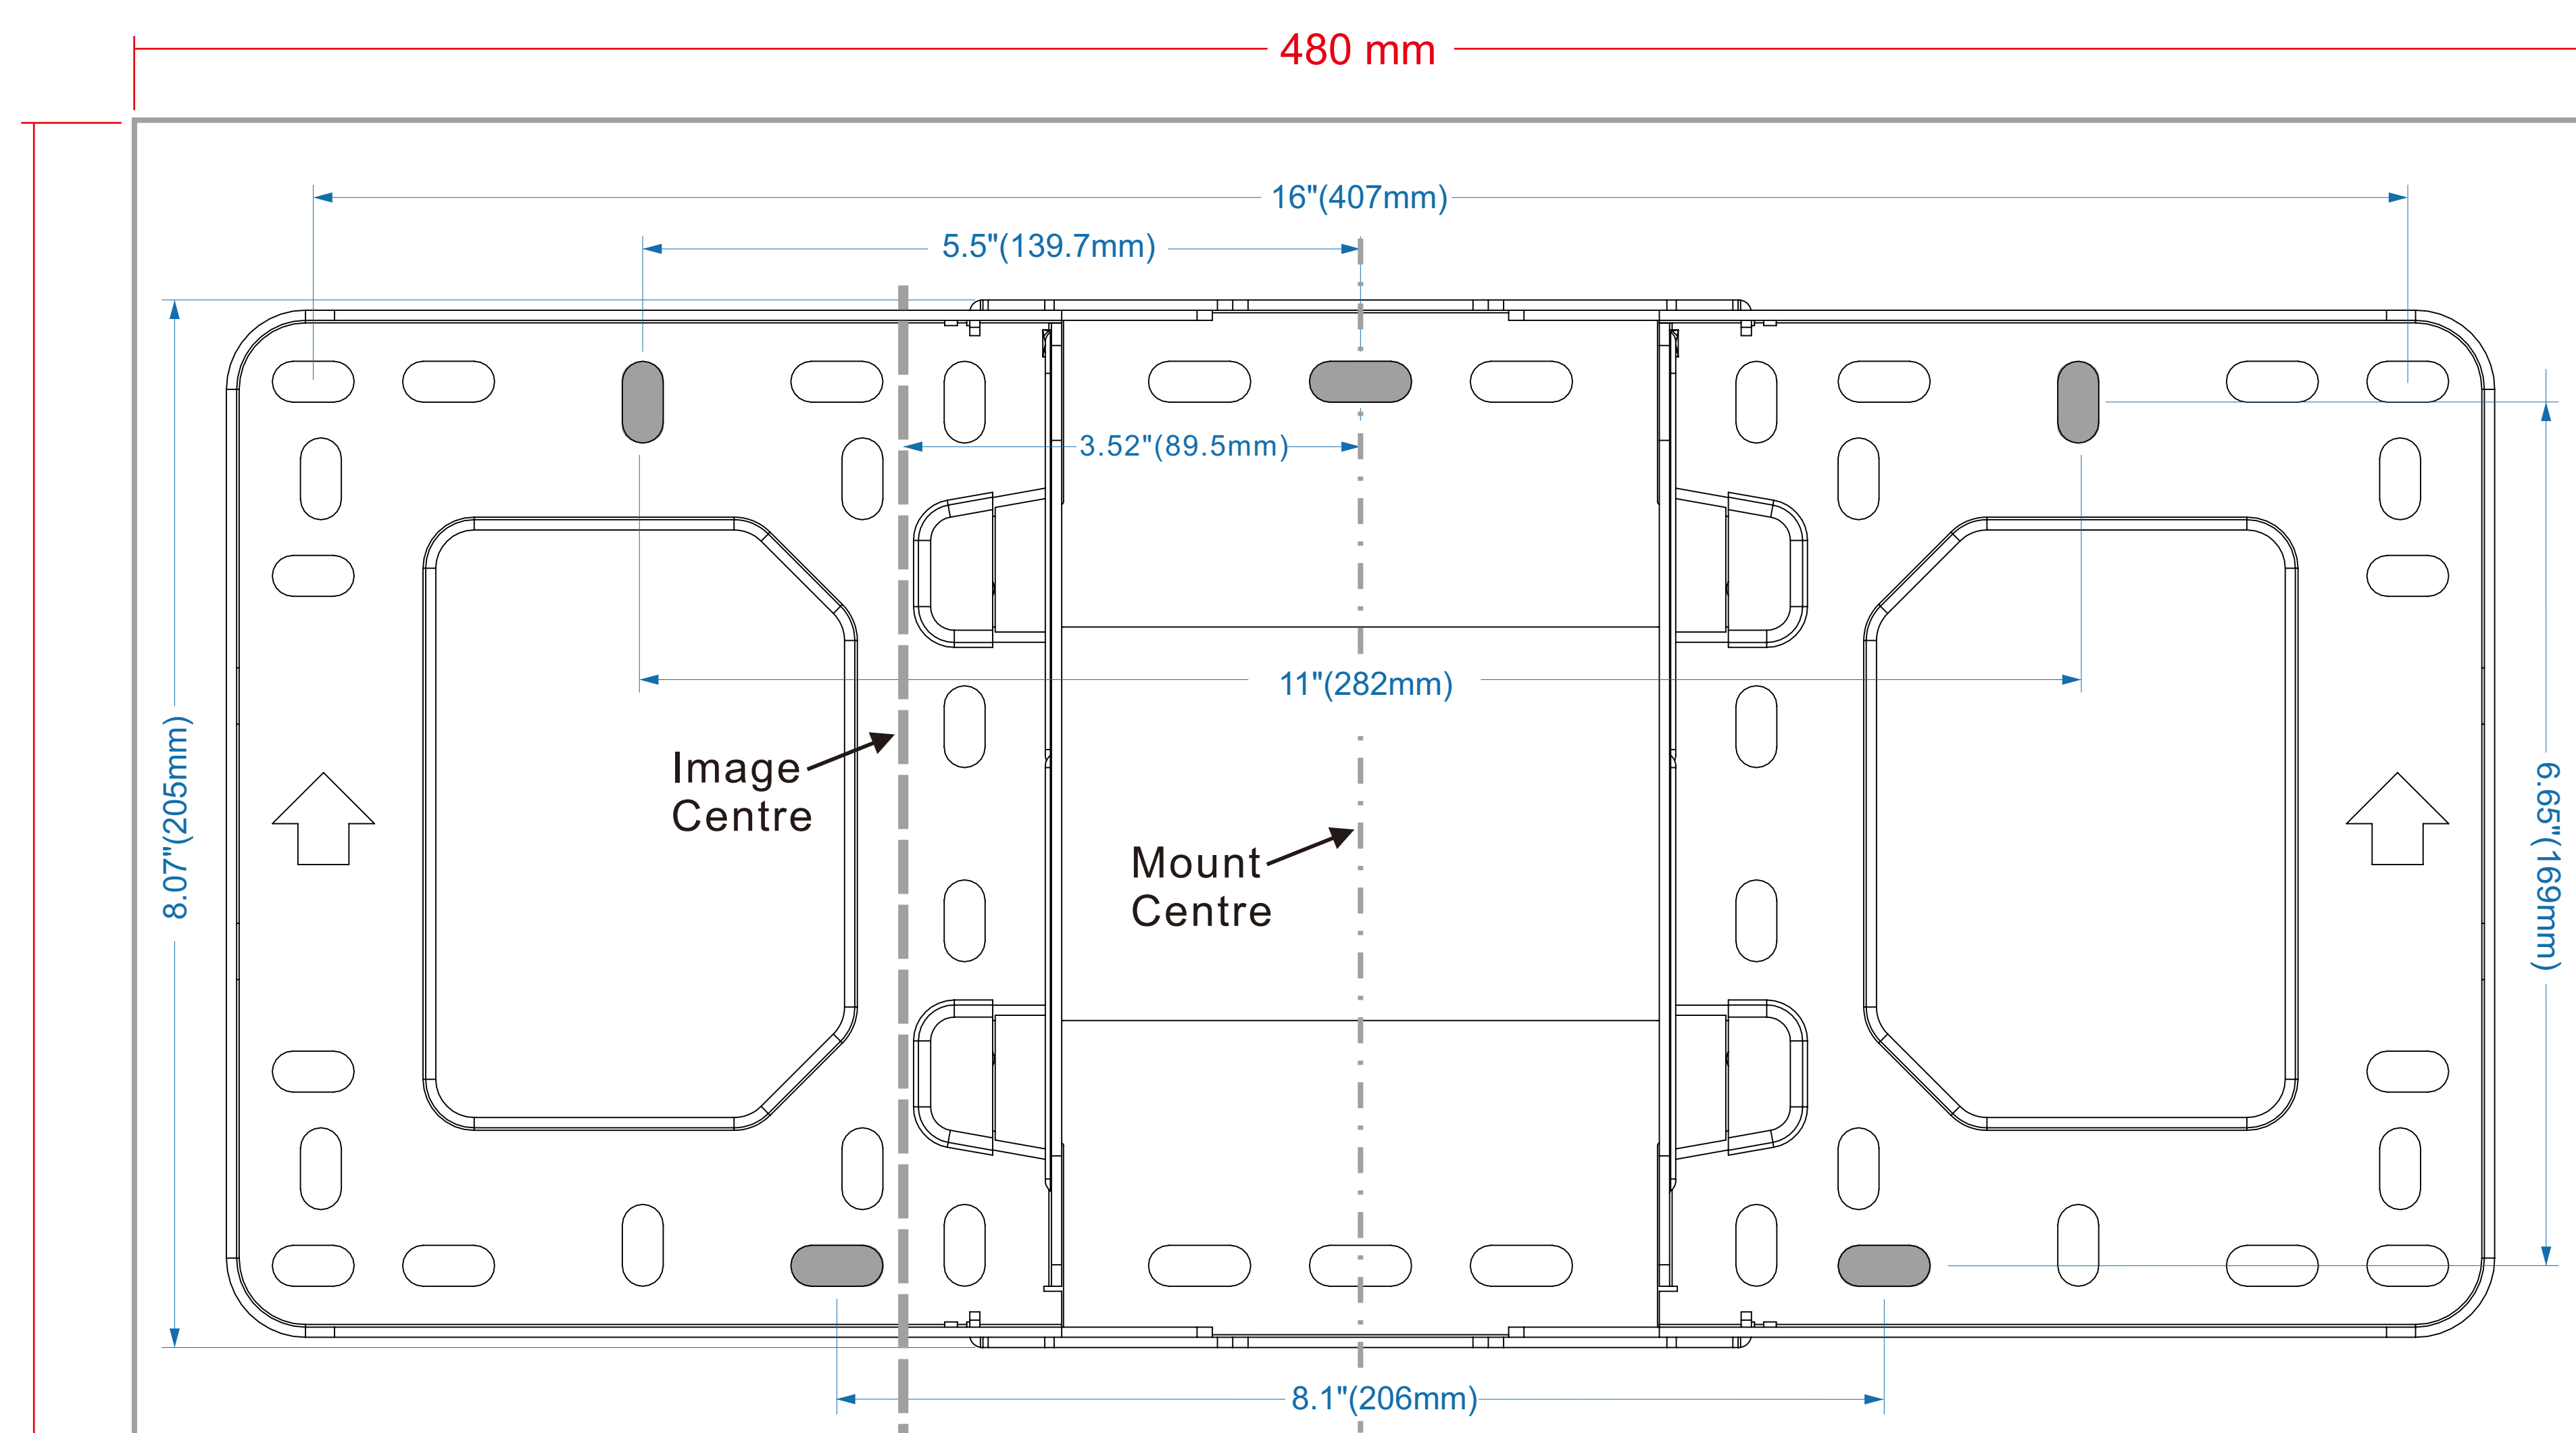 480 mm
16"(407mm)
5.5"(139.7mm)
3.52"(89.5mm)
11"(282mm)
Image
Centre
8.07"(205mm)
6.65"(169mm)
Mount
Centre
8.1"(206mm)